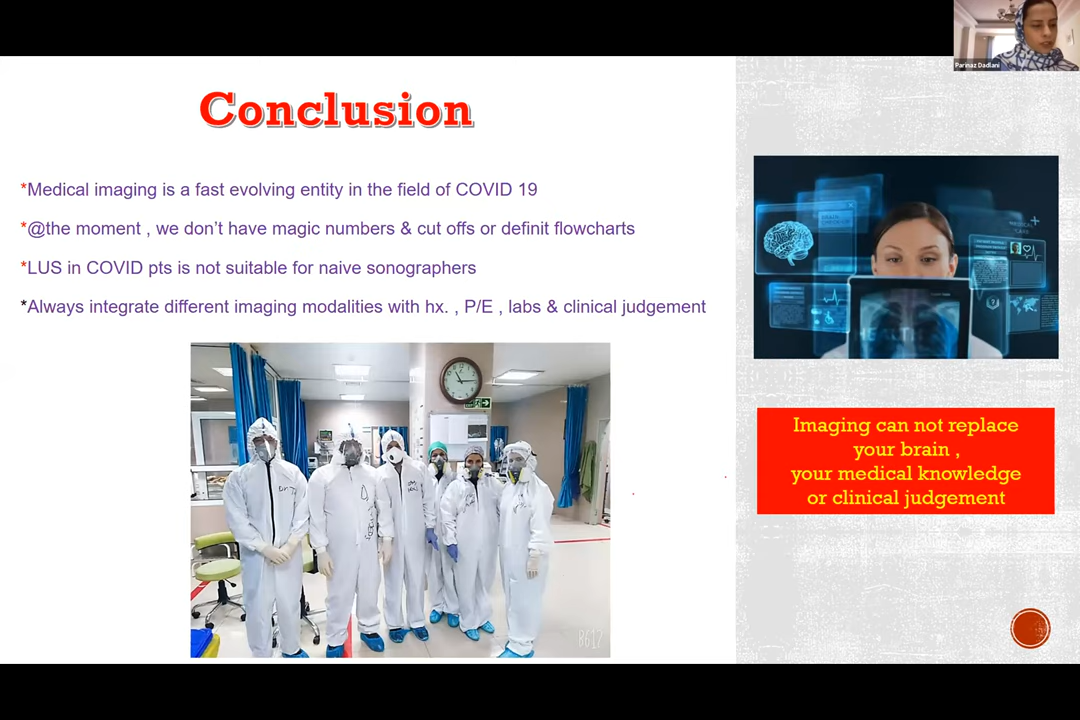 Parinaz Dadlani
Conclusion
*Medical imaging is a fast evolving entity in the field of COVID 19
*@the moment , we don't have magic numbers & cut offs or definit flowcharts
*LUS in COVID pts is not suitable for naive sonographers
*Always integrate different imaging modalities with hx. , P/E , labs & clinical judgement
HEALTH
Imaging can not replace
your brain ,
your medical knowledge
or clinical judgement